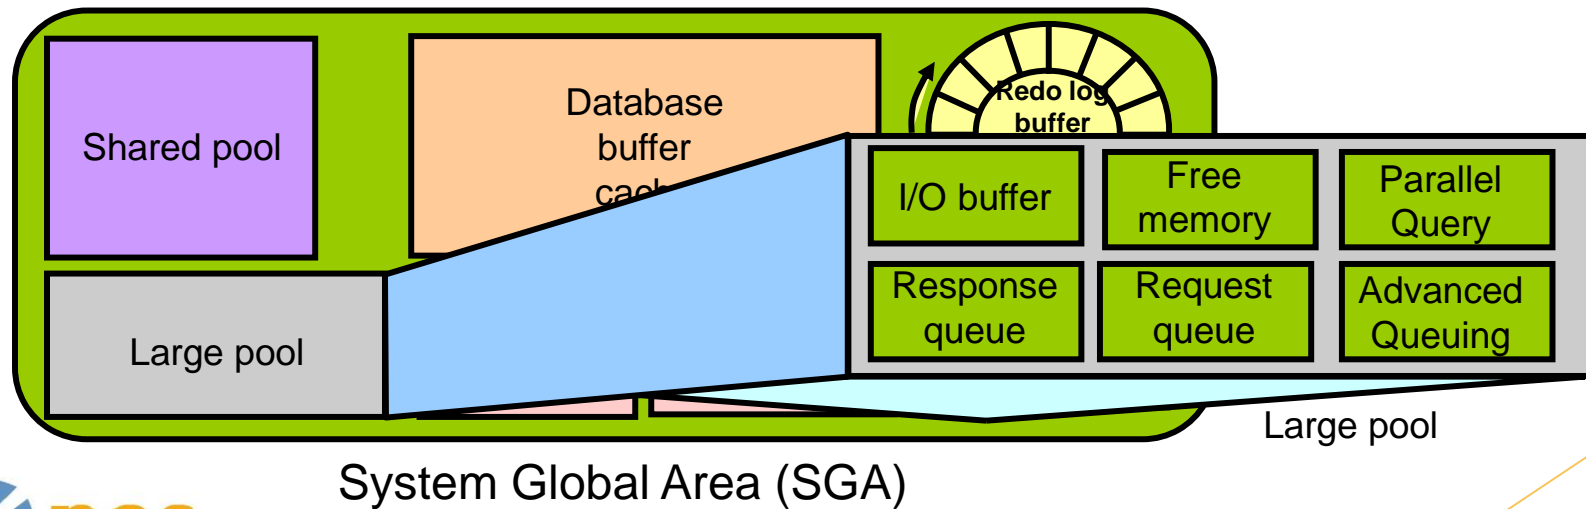 Shared pool
Database
buffer
Redo log
buffer
I/O buffer
Free
memory
Parallel
Query
Response
queue
Request
queue
Advanced
Queuing
Large pool
Large pool
System Global Area (SGA)